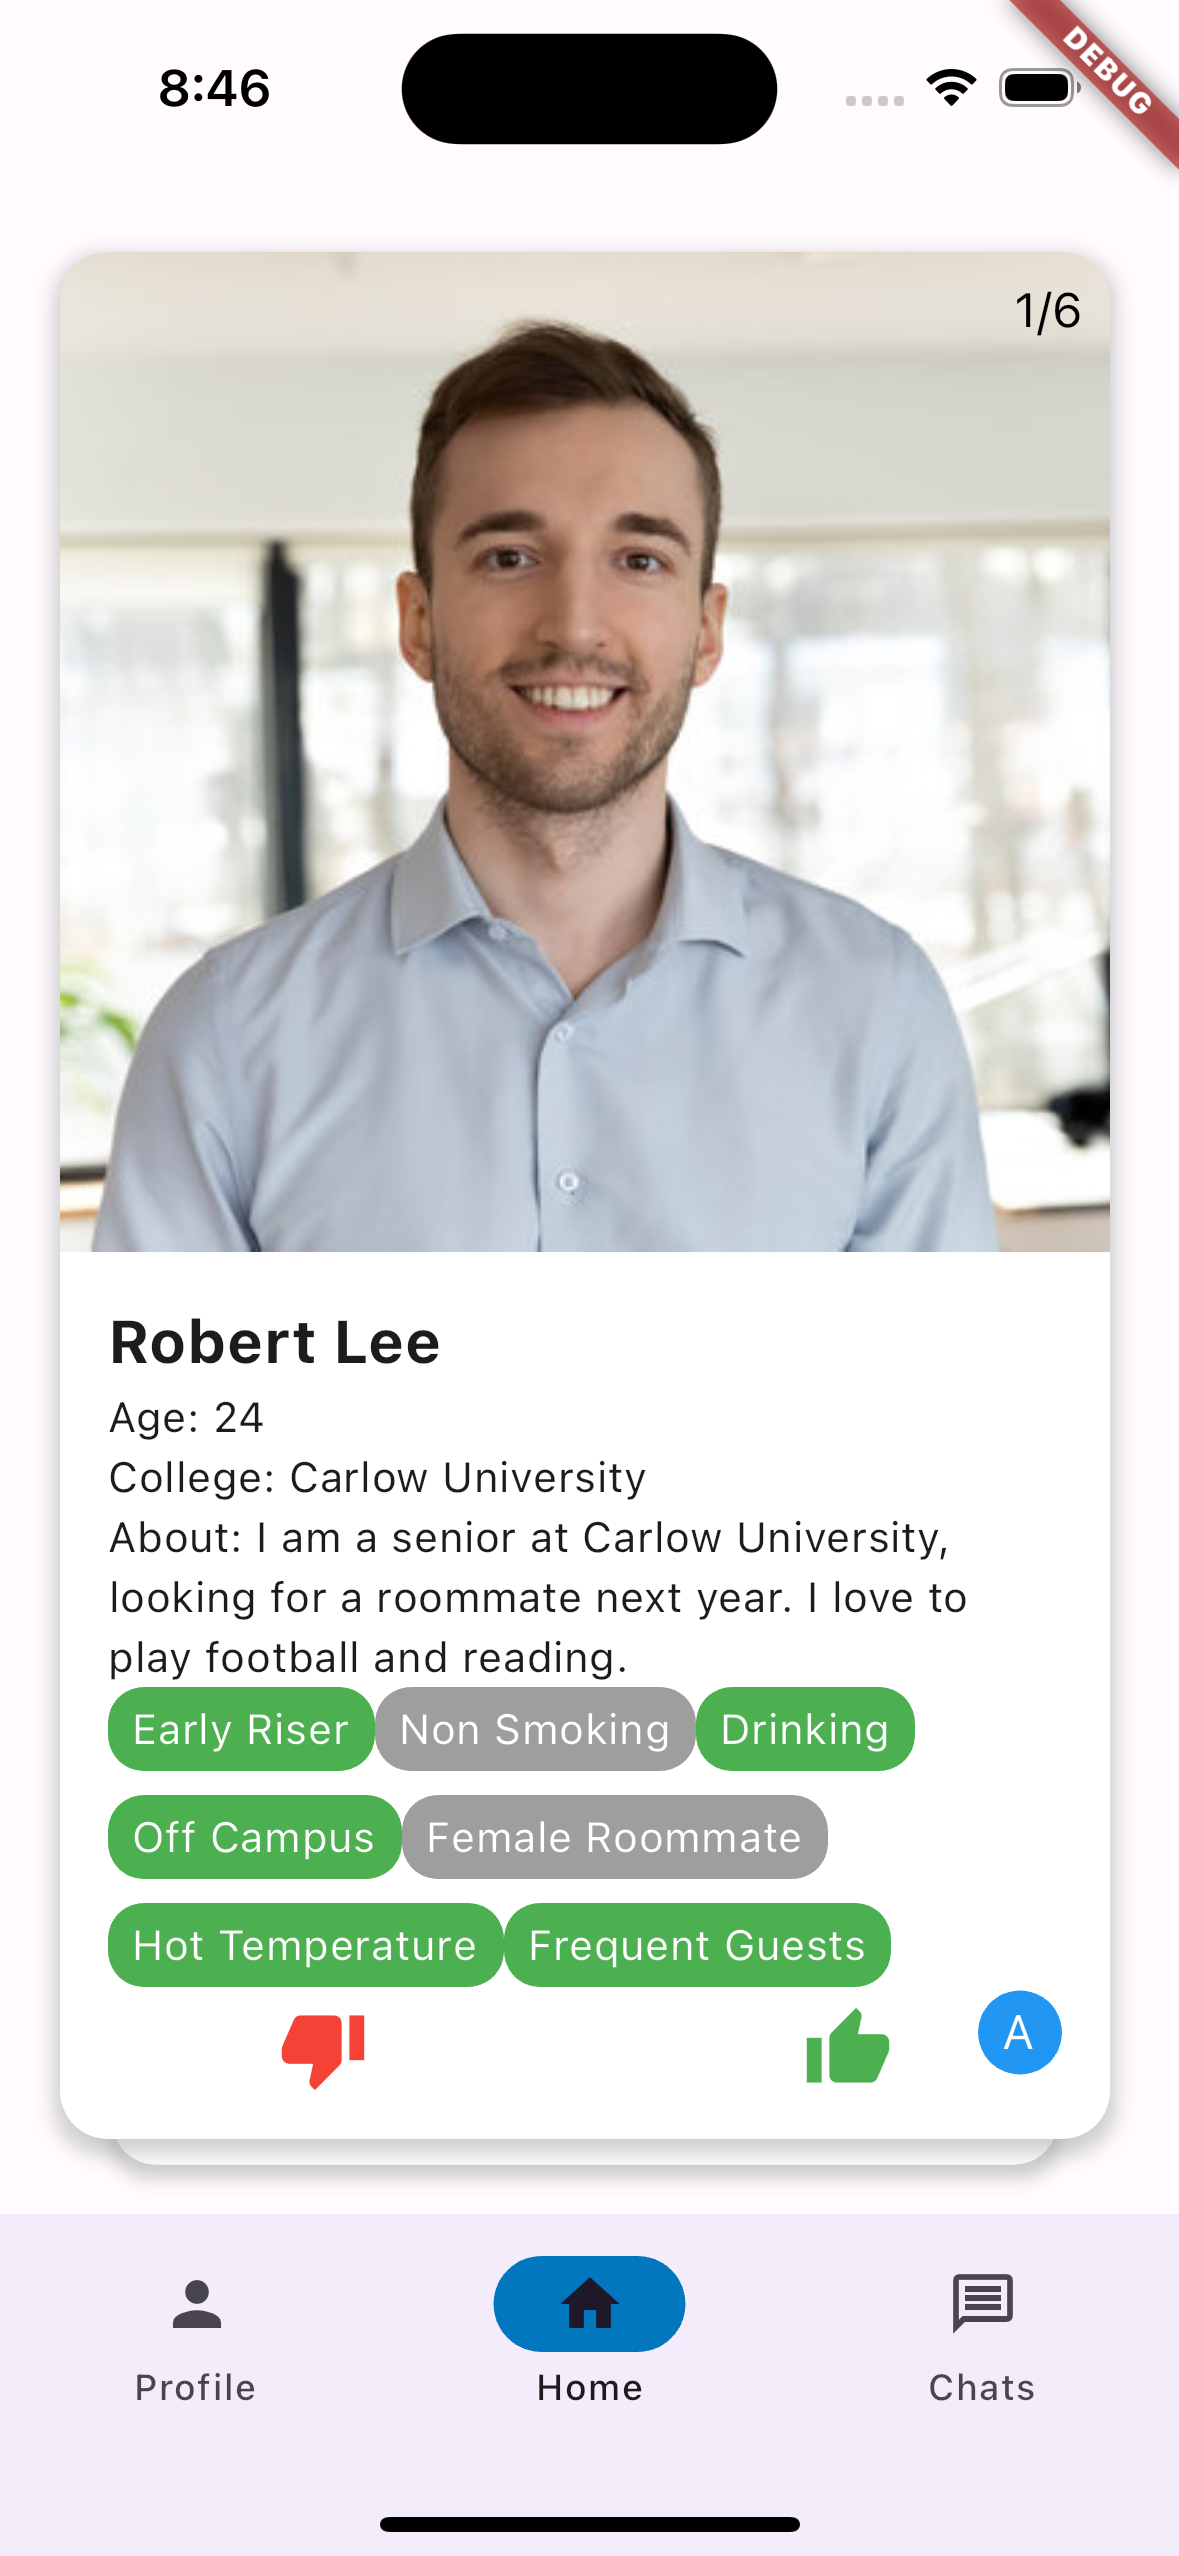 8:46
DEBUG
1/6
Robert Lee
Age: 24
College: Carlow University
About: I am a senior at Carlow University,
looking for a roommate next year. I love to
play football and reading.
Early Riser Non Smoking Drinking
Off Campus Female Roommate
Hot Temperature Frequent Guests
A
Profile Home Chats